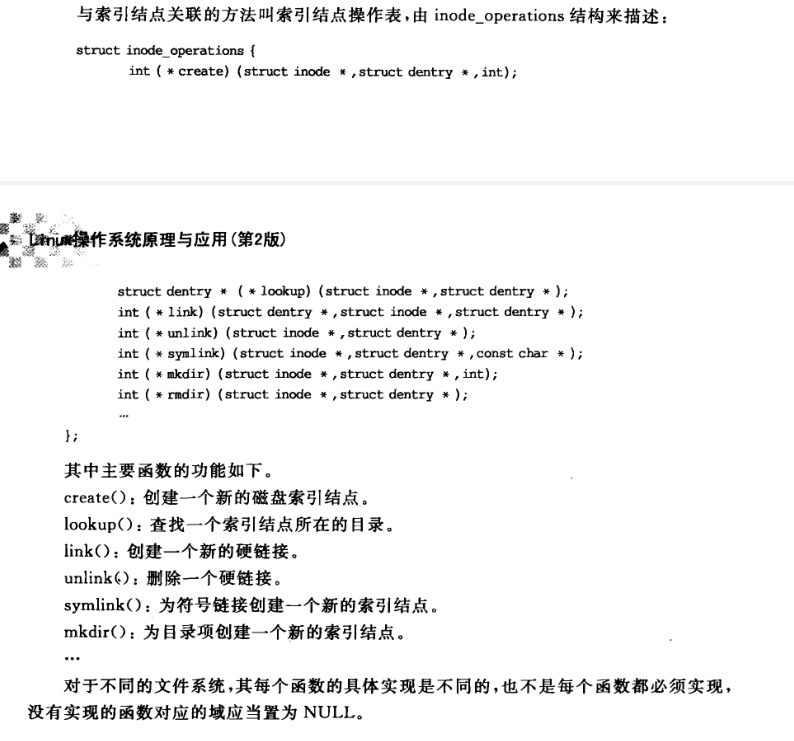 与索引结点关联的方法叫索引结点操作表,由 inode_operations 结构来描述:
struct inode_operations {
int ( * create) (struct inode * ,struct dentry * ,int);
Linux操作系统原理与应用(第2版)
struct dentry * ( * lookup) (struct inode * ,struct dentry * );
int ( * link) (struct dentry * ,struct inode * ,struct dentry * );
int ( * unlink) (struct inode * ,struct dentry * );
int ( * symlink) (struct inode * ,struct dentry * ,const char * );
int ( * mkdir) (struct inode * ,struct dentry * ,int);
int ( * rmdir) (struct inode * ,struct dentry * );
…
};
其中主要函数的功能如下。
create(): 创建一个新的磁盘索引结点。
lookup(): 查找一个索引结点所在的目录。
link(): 创建一个新的硬链接。
unlink(): 删除一个硬链接。
symlink(): 为符号链接创建一个新的索引结点。
mkdir(): 为目录项创建一个新的索引结点。
…
对于不同的文件系统,其每个函数的具体实现是不同的,也不是每个函数都必须实现,
没有实现的函数对应的域应当置为 NULL。